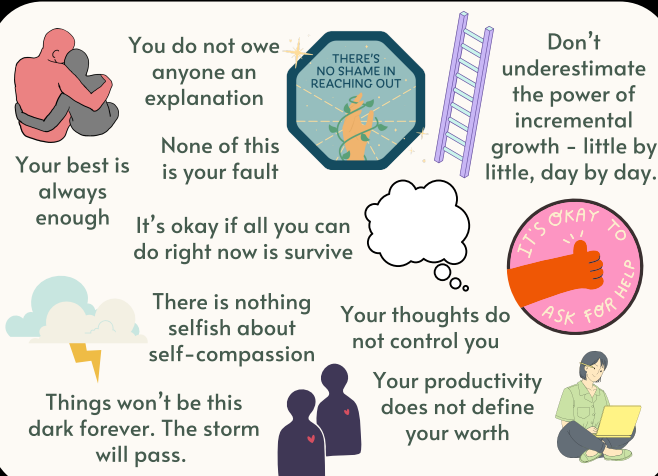 You do not owe
anyone an
explanation
THERE'S
NO SHAME IN
REACHING OUT
Don't
underestimate
the power of
incremental
growth - little by
little, day by day.
None of this
is your fault
Your best is
always
enough
It's okay if all you can
do right now is survive
IT'S OKAY TO
ASK FOR HELP
There is nothing
selfish about
self-compassion
Your thoughts do
not control you
Things won't be this
dark forever. The storm
will pass.
Your productivity
does not define
your worth